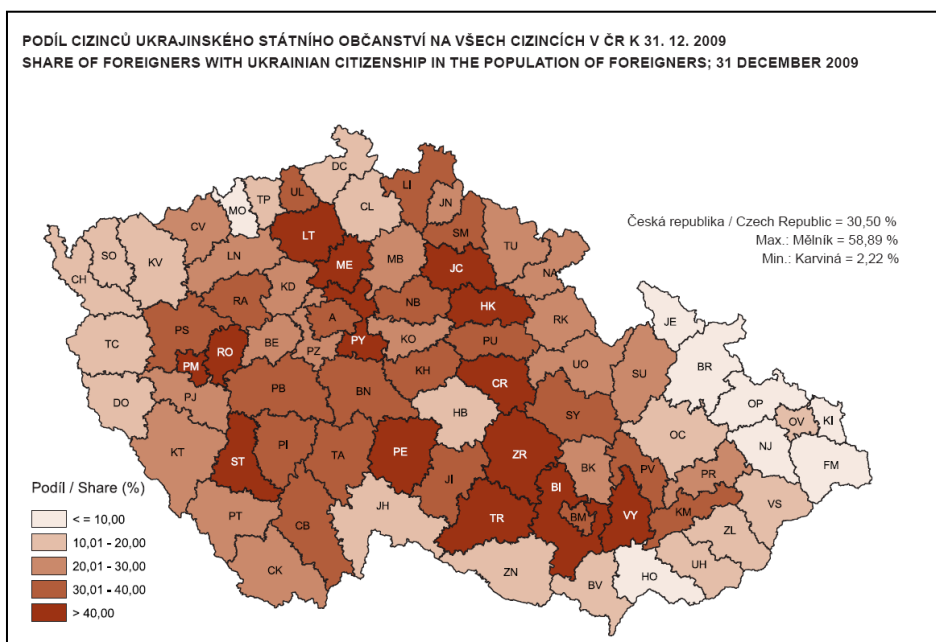 PODÍL CIZINCŮ UKRAJINSKÉHO STÁTNÍHO OBČANSTVÍ NA VŠECH CIZINCÍCH V ČR K 31. 12. 2009
SHARE OF FOREIGNERS WITH UKRAINIAN CITIZENSHIP IN THE POPULATION OF FOREIGNERS; 31 DECEMBER 2009
Česká republika / Czech Republic = 30,50 %
Max.: Mělník = 58,89 %
Min.: Karviná = 2,22 %
DC
UL
LI
TP
MO
CL
JN
CV
LT
SM
TU
SO
LN
ME
MB
JC
NA
KV
CH
KD
RA
NB
HK
A
RK
JE
PS
TC
RO
BE
PZ
PY
KO
PU
PM
UO
SU
BR
KH
CR
PJ
PB
BN
DO
HB
SY
OP
OV
KI
OC
NJ
KT
ST
PI
TA
PE
ZR
FM
BK
PV
PR
JI
BI
JH
TR
BM
VY
KM
VS
PT
CB
ZL
CK
ZN
BV
HO
UH
Podíl / Share (%)
< = 10,00
10,01 - 20,00
20,01 - 30,00
30,01 - 40,00
> 40,00